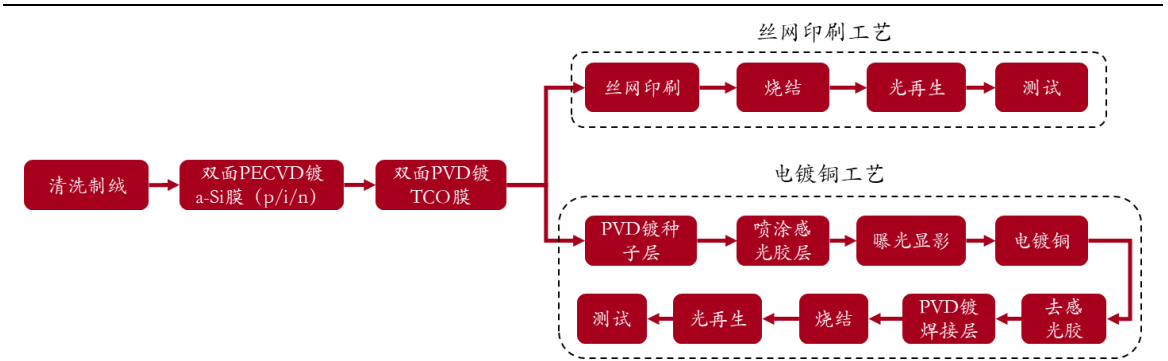 丝网印刷工艺
丝网印刷
烧结
光再生
测试
清洗制绒
双面PECVD镀
a-Si膜（p/i/n）
双面PVD镀
TCO膜
电镀铜工艺
PVD镀种
子层
喷涂感
光胶层
曝光显影
电镀铜
去感
光胶
PVD镀
焊接层
烧结
光再生
测试